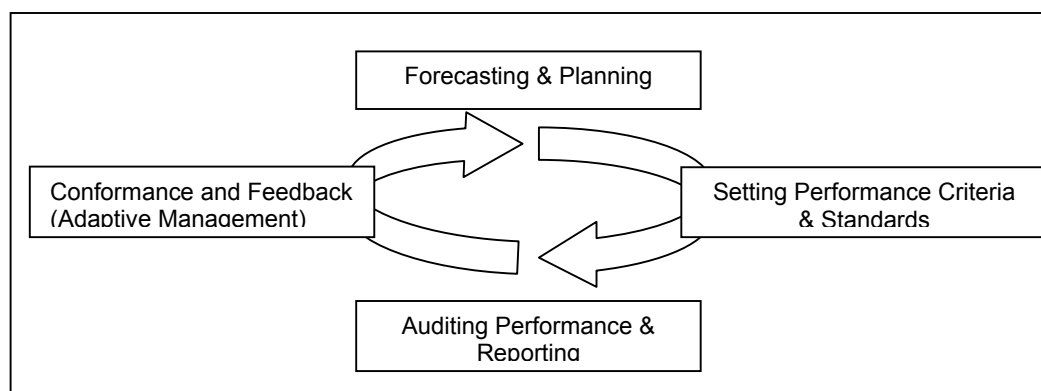 Forecasting & Planning
Conformance and Feedback
(Adaptive Management)
Setting Performance Criteria
& Standards
Auditing Performance &
Reporting